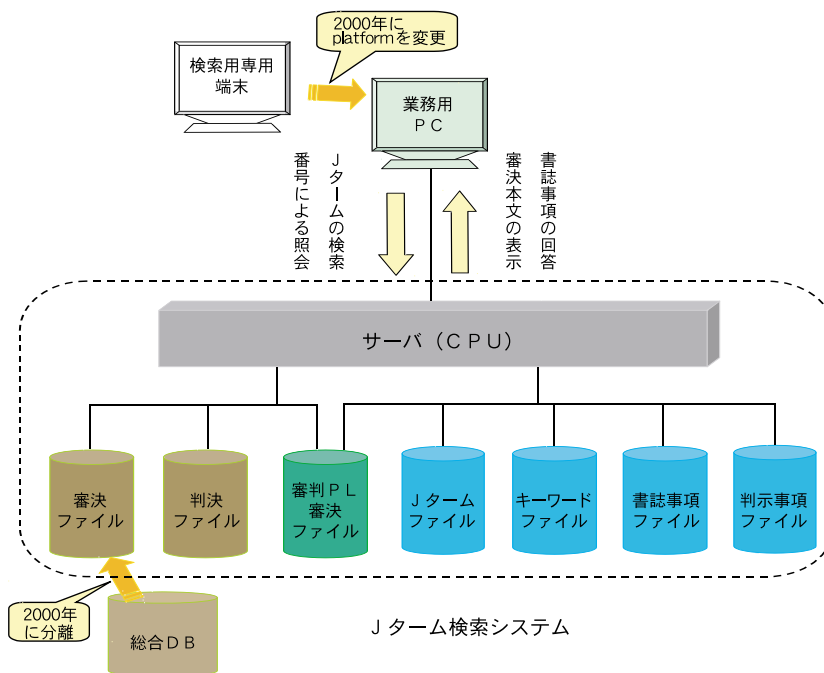 2000年に
platformを変更
検索用専用
端末
業務用
ＰＣ
Ｊタームの検索
番号による照会
書誌事項の回答
審決本文の表示
サーバ（ＣＰＵ）
審決
ファイル
判決
ファイル
審判ＰＬ
審決
ファイル
Ｊターム
ファイル
キーワード
ファイル
書誌事項
ファイル
判示事項
ファイル
2000年
に分離
総合ＤＢ
Ｊターム検索システム